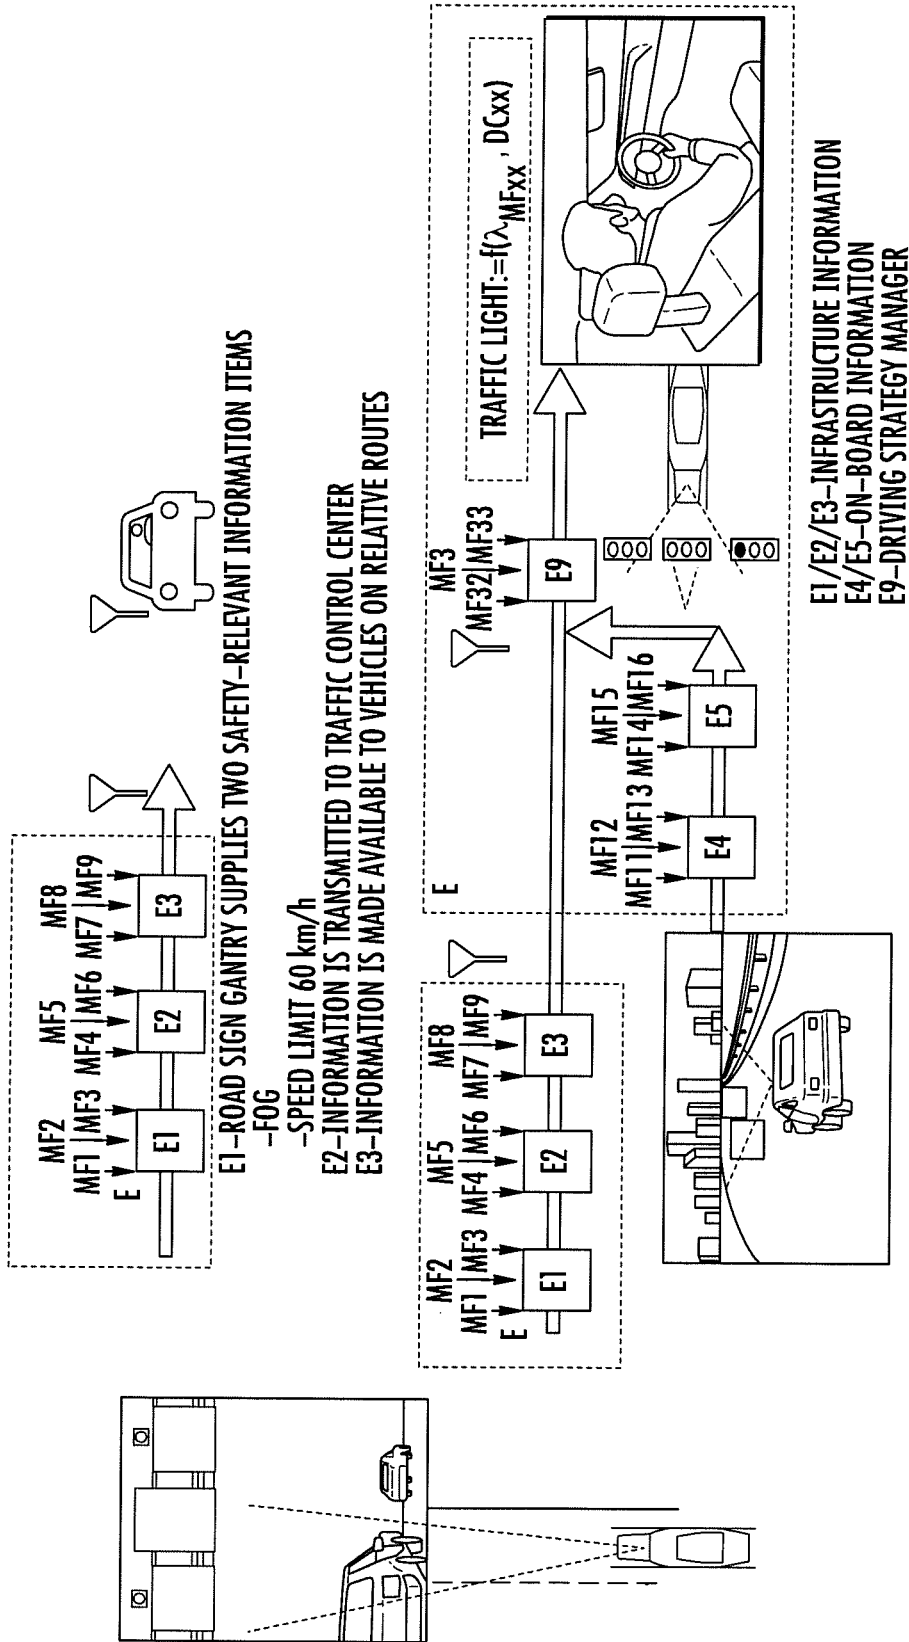 MF2
MF1 MF3
MF5
MF4 MF6
MF8
MF7 MF9
E
E1
E2
E3
E1-ROAD SIGN GANTRY SUPPLIES TWO SAFETY-RELEVANT INFORMATION ITEMS
-FOG
-SPEED LIMIT 60 km/h
E2-INFORMATION IS TRANSMITTED TO TRAFFIC CONTROL CENTER
E3-INFORMATION IS MADE AVAILABLE TO VEHICLES ON RELATIVE ROUTES
MF2
MF1 MF3
MF5
MF4 MF6
MF8
MF7 MF9
E
E1
E2
E3
E
MF3
MF32 MF33
E9
TRAFFIC LIGHT:=f(λMFxx, DCxx)
MF12
MF11 MF13
MF15
MF14 MF16
E4
E5
E1/E2/E3-INFRASTRUCTURE INFORMATION
E4/E5-ON-BOARD INFORMATION
E9-DRIVING STRATEGY MANAGER